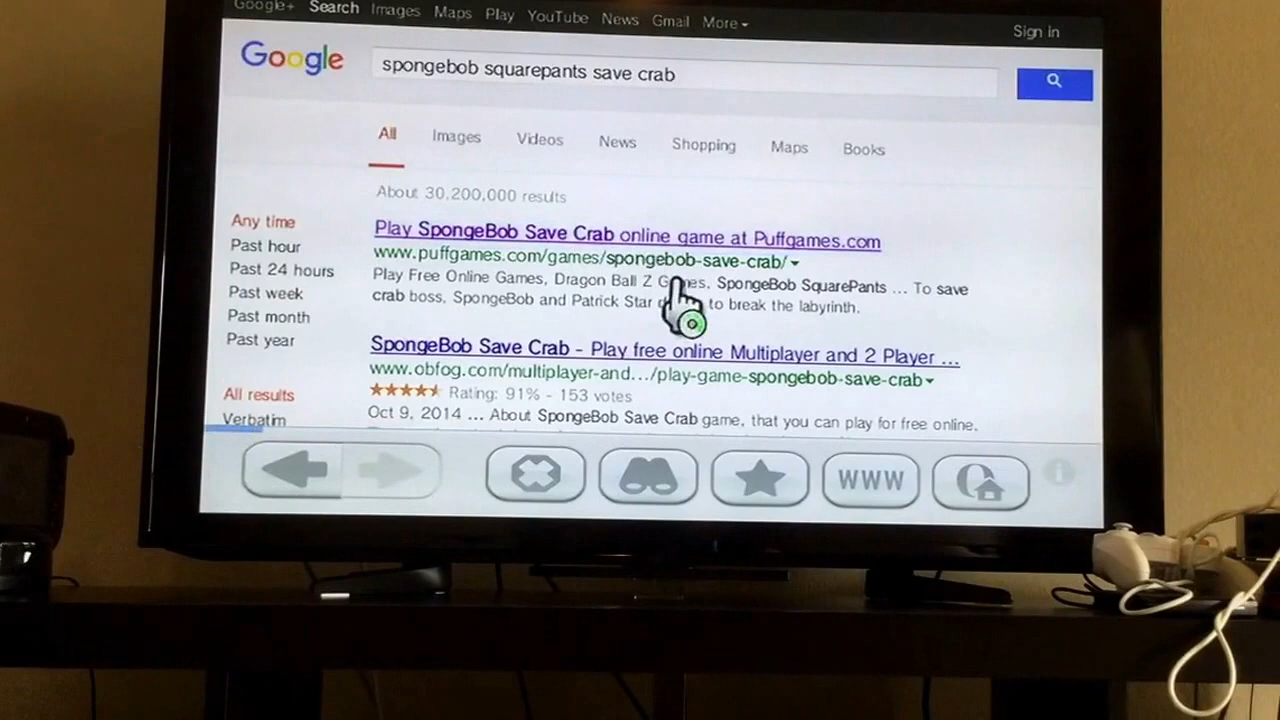 Google+ Search Images Maps Play YouTube News Gmail More
Sign in
Google
spongebob squarepants save crab
All Images Videos News Shopping Maps Books
About 30,200,000 results
Any time
Past hour
Past 24 hours
Past week
Past month
Past year
All results
Verbatim
Play SpongeBob Save Crab online game at Puffgames.com
www.puffgames.com/games/spongebob-save-crab/
Play Free Online Games, Dragon Ball Z Games, SpongeBob SquarePants ... To save
crab boss, SpongeBob and Patrick Star to break the labyrinth.
SpongeBob Save Crab - Play free online Multiplayer and 2 Player ...
www.obfog.com/multiplayer-and.../play-game-spongebob-save-crab
Rating: 91% - 153 votes
Oct 9, 2014 ... About SpongeBob Save Crab game, that you can play for free online.
WWW
i